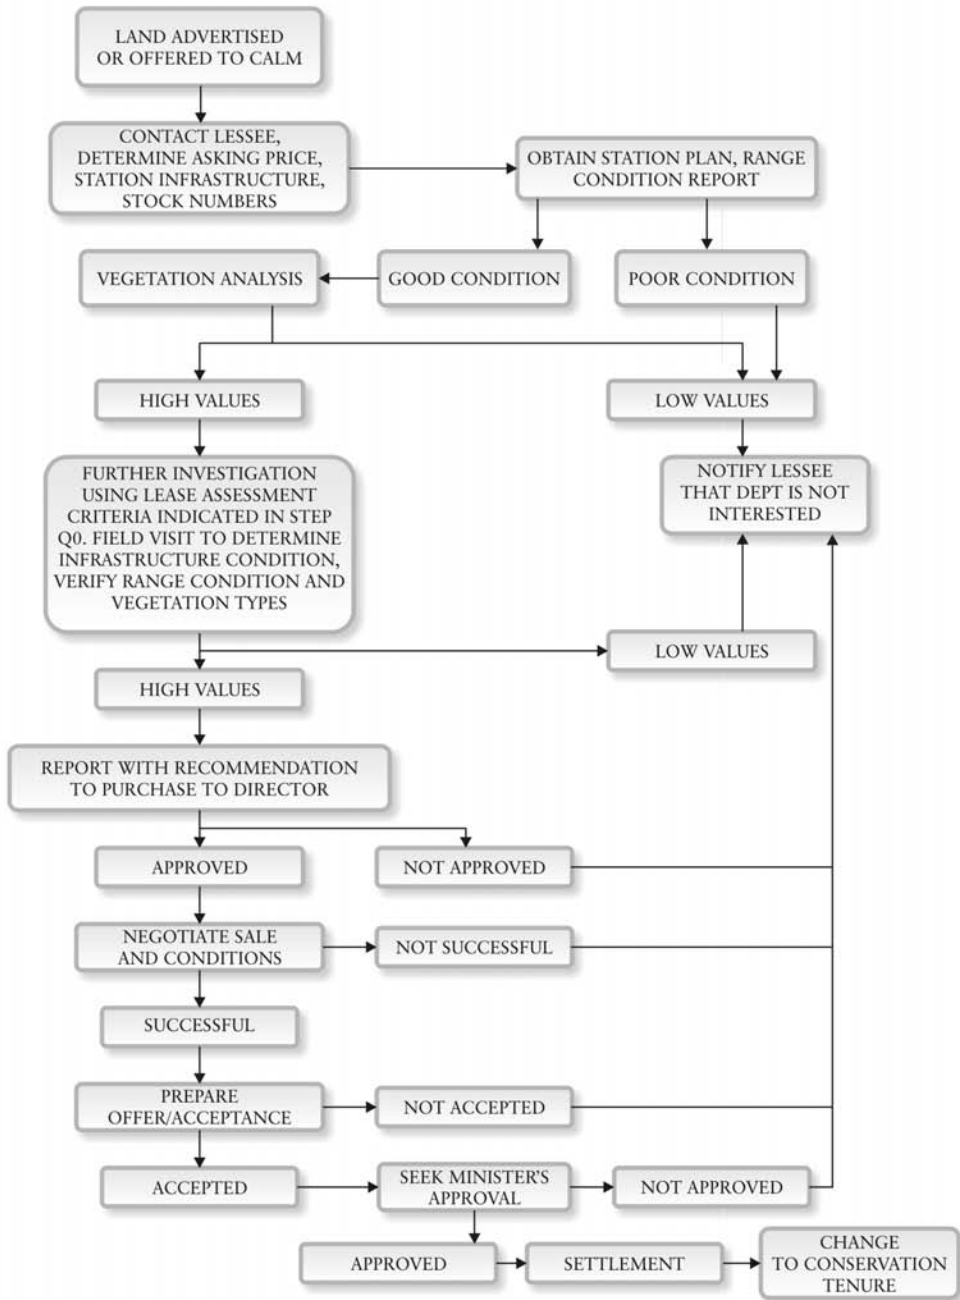 LAND ADVERTISED
OR OFFERED TO CALM
CONTACT LESSEE,
DETERMINE ASKING PRICE,
STATION INFRASTRUCTURE,
STOCK NUMBERS
OBTAIN STATION PLAN, RANGE
CONDITION REPORT
VEGETATION ANALYSIS
GOOD CONDITION
POOR CONDITION
HIGH VALUES
LOW VALUES
FURTHER INVESTIGATION
USING LEASE ASSESSMENT
CRITERIA INDICATED IN STEP
Q0. FIELD VISIT TO DETERMINE
INFRASTRUCTURE CONDITION,
VERIFY RANGE CONDITION AND
VEGETATION TYPES
NOTIFY LESSEE
THAT DEPT IS NOT
INTERESTED
LOW VALUES
HIGH VALUES
REPORT WITH RECOMMENDATION
TO PURCHASE TO DIRECTOR
APPROVED
NOT APPROVED
NEGOTIATE SALE
AND CONDITIONS
NOT SUCCESSFUL
SUCCESSFUL
PREPARE
OFFER/ACCEPTANCE
NOT ACCEPTED
ACCEPTED
SEEK MINISTER'S
APPROVAL
NOT APPROVED
APPROVED
SETTLEMENT
CHANGE
TO CONSERVATION
TENURE